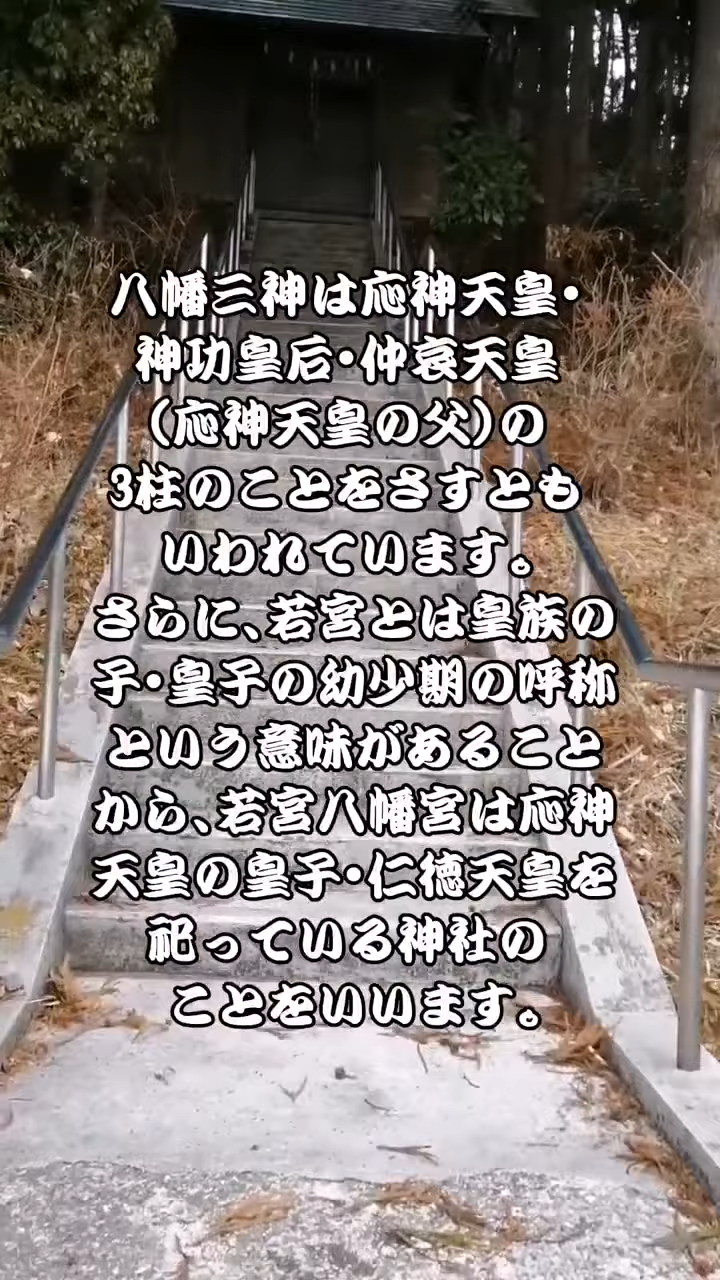 八幡三神は応神天皇・
神功皇后・仲哀天皇
(応神天皇の父)の
3柱のことをさすとも
いわれています。
さらに、若宮とは皇族の
子・皇子の幼少期の呼称
という意味があること
から、若宮八幡宮は応神
天皇の皇子・仁徳天皇を
祀っている神社の
ことをいいます。